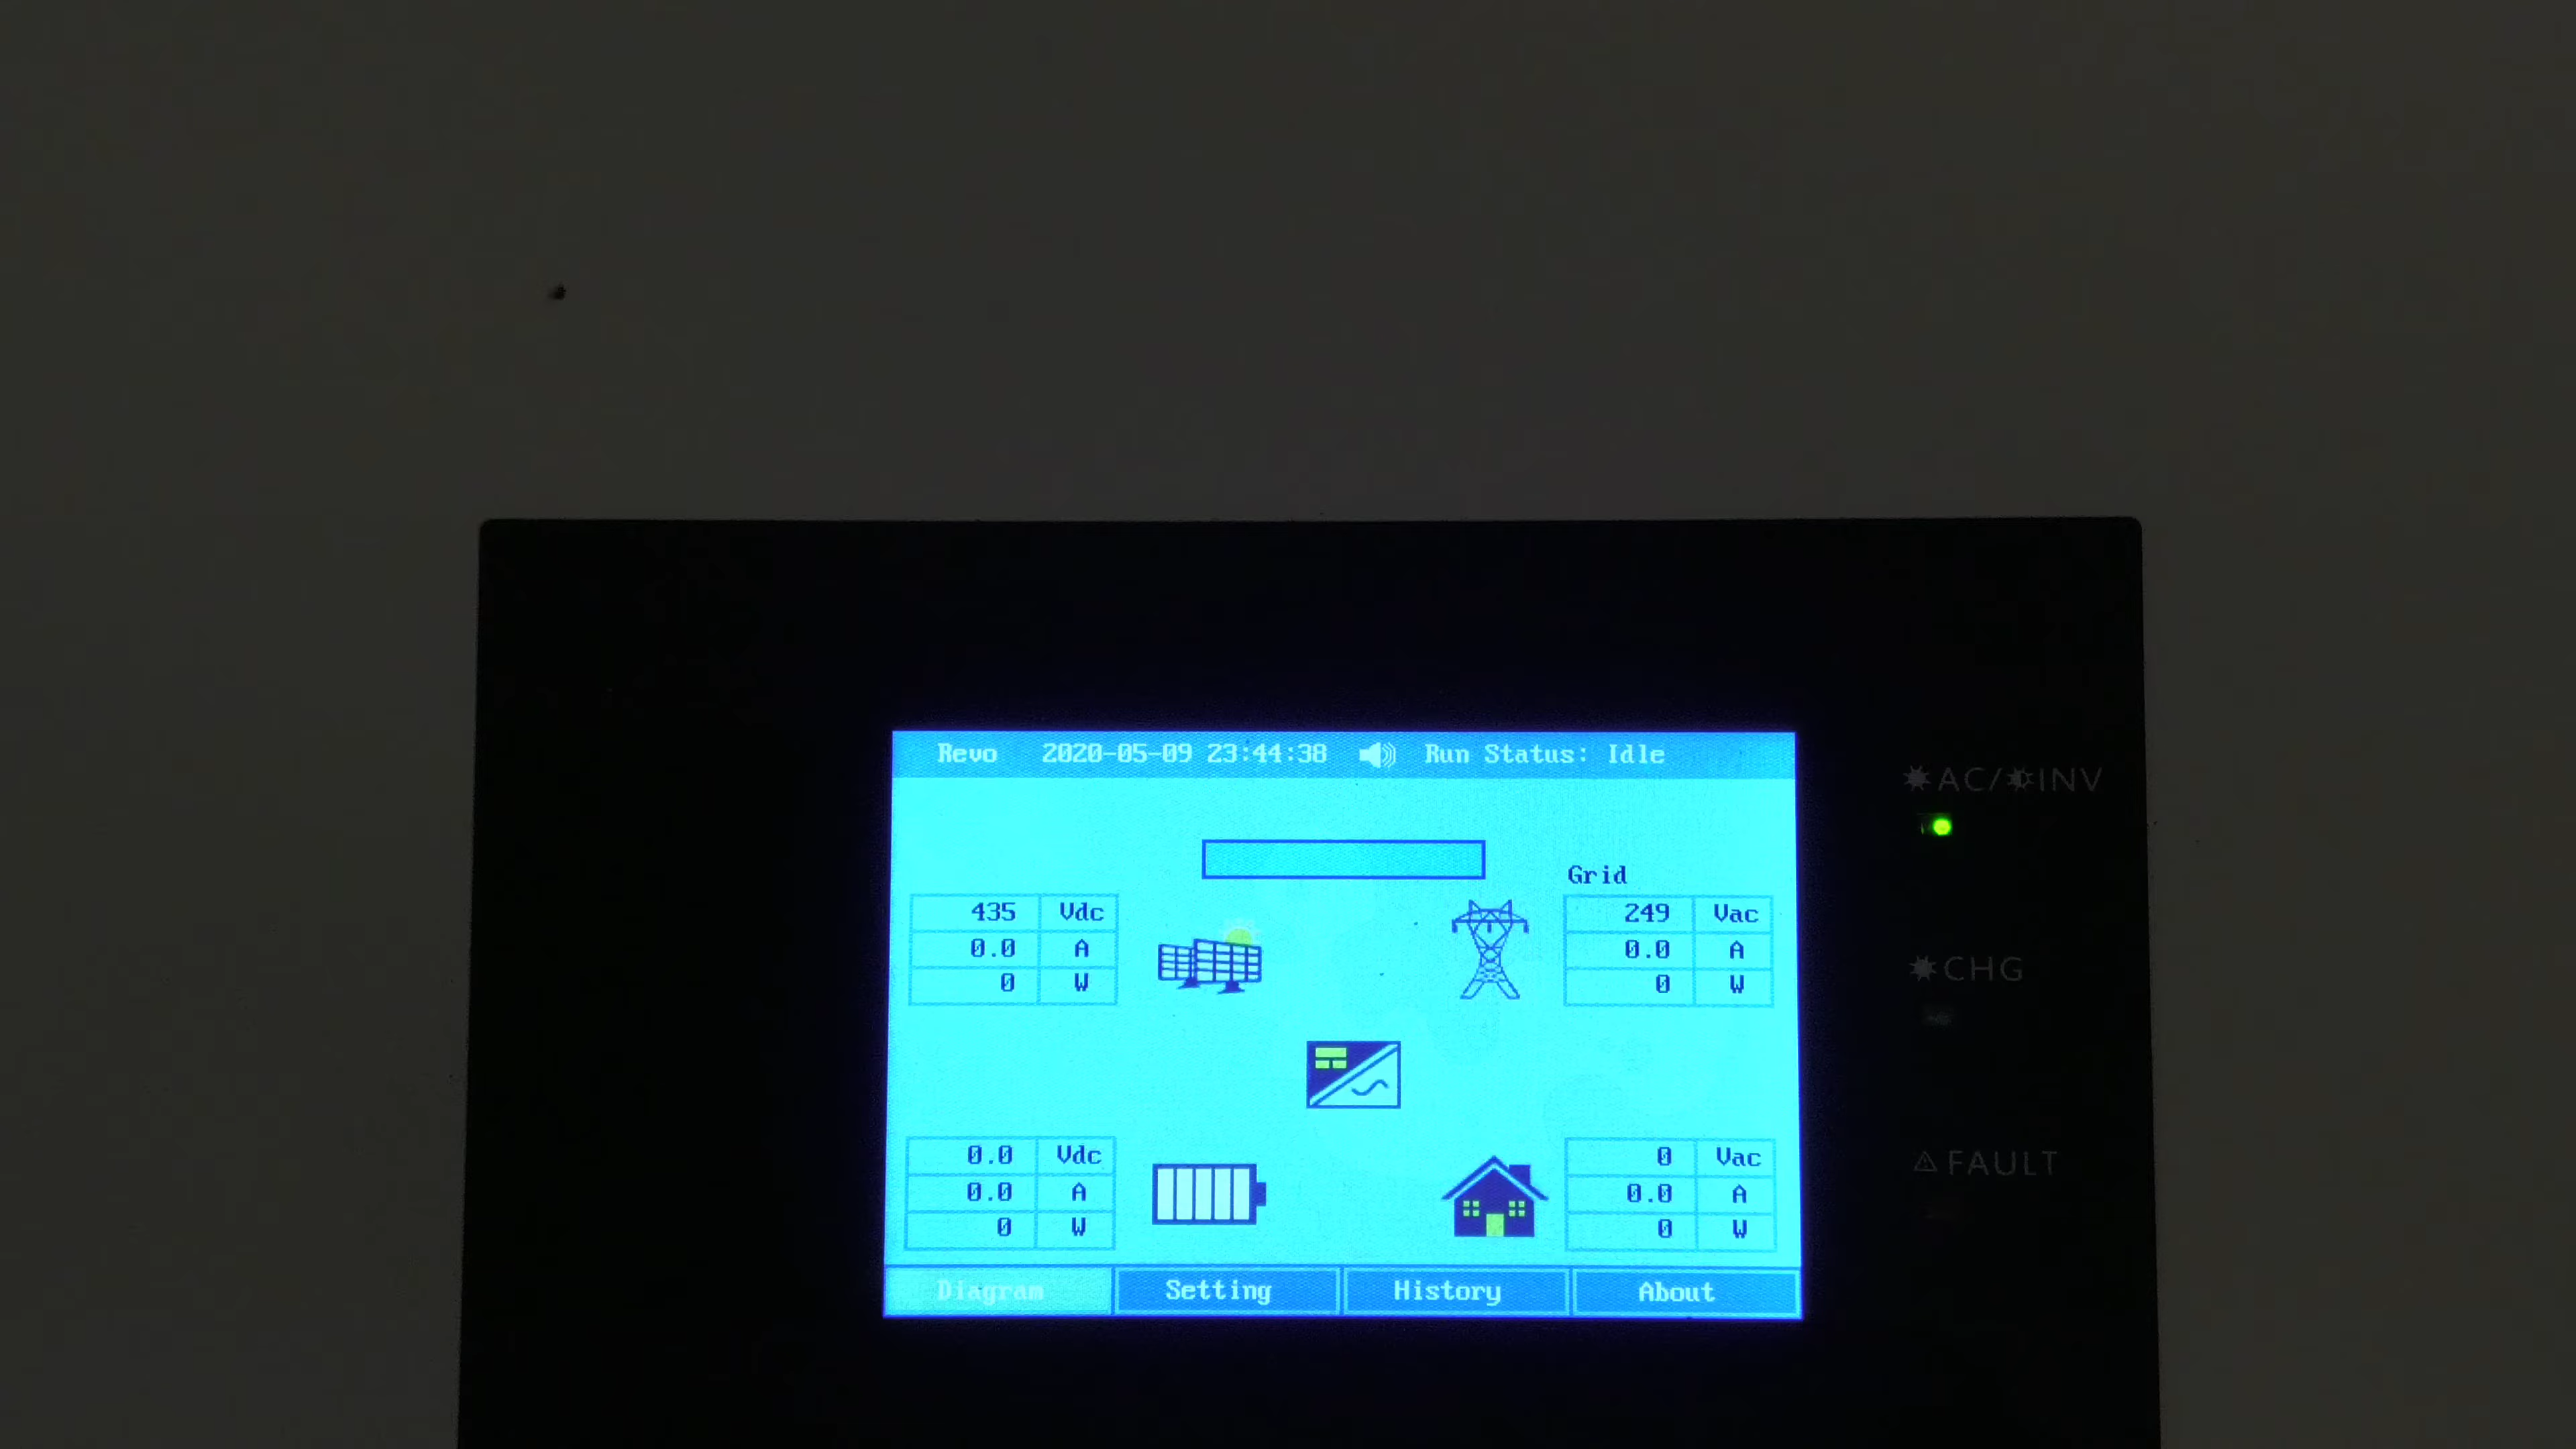 Revo 2020-05-09 23:44:38 Run Status: Idle
Grid
435 Vdc
0.0 A
0 W
249 Vac
0.0 A
0 W
0.0 Vdc
0.0 A
0 W
0 Vac
0.0 A
0 W
Diagram Setting History About
AC/INV
CHG
FAULT